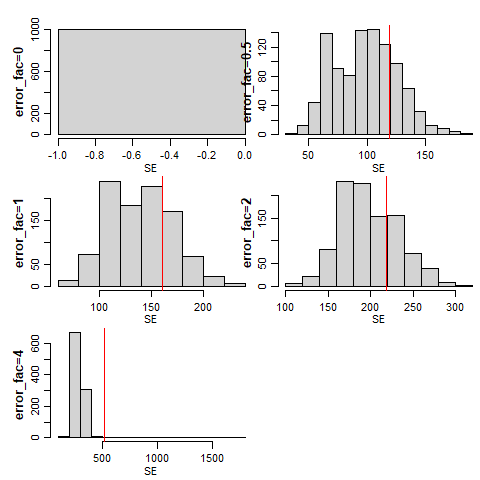 error_fac=0
0 200 600 1000
-1.0 -0.8 -0.6 -0.4 -0.2 0.0
SE
error_fac=0.5
0 40 80 120
50 100 150
SE
error_fac=1
0 50 150
100 150 200
SE
error_fac=2
0 50 150
100 150 200 250 300
SE
error_fac=4
0 200 400 600
500 1000 1500
SE